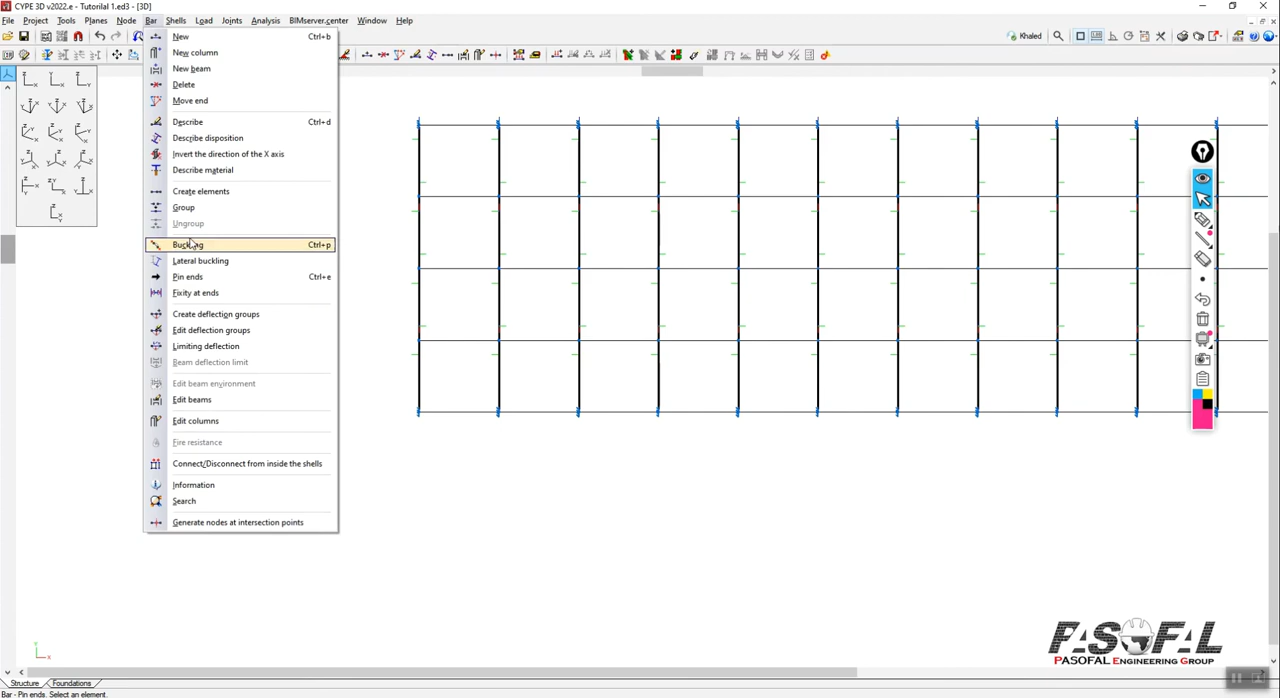 CYPE 3D v2022.e - Tutorilal 1.ed3 - [3D]
File Project Tools Planes Node Bar Shells Load Joints Analysis BIMserver.center Window Help
Khaled
New Ctrl+b
New column
New beam
Delete
Move end
Describe Ctrl+d
Describe disposition
Invert the direction of the X axis
Describe material
Create elements
Group
Ungroup
Buckling Ctrl+p
Lateral buckling
Pin ends Ctrl+e
Fixity at ends
Create deflection groups
Edit deflection groups
Limiting deflection
Beam deflection limit
Edit beam environment
Edit beams
Edit columns
Fire resistance
Connect/Disconnect from inside the shells
Information
Search
Generate nodes at intersection points
PASOFAL
PASOFAL ENGINEERING GROUP
Structure Foundations
Bar - Pin ends. Select an element.